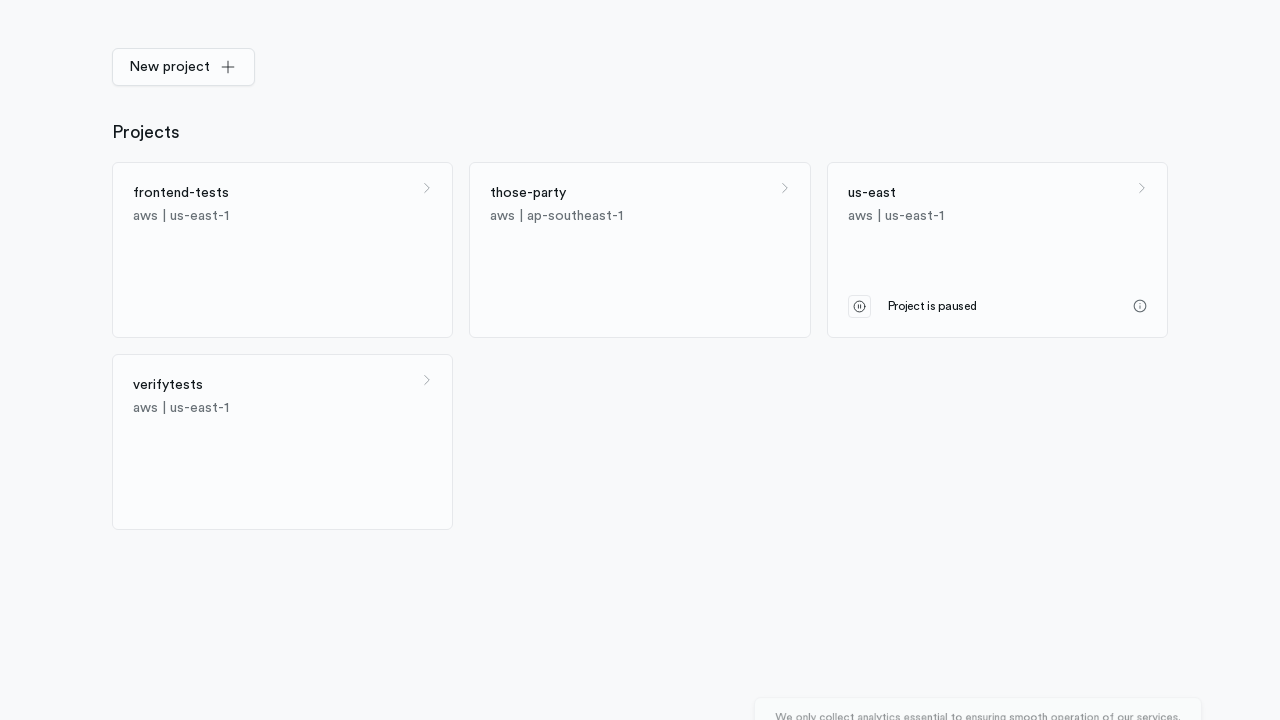 New project
Projects
frontend-tests
aws | us-east-1
those-party
aws | ap-southeast-1
us-east
aws | us-east-1
Project is paused
verifytests
aws | us-east-1
We only collect analytics essential to ensuring smooth operation of our services.